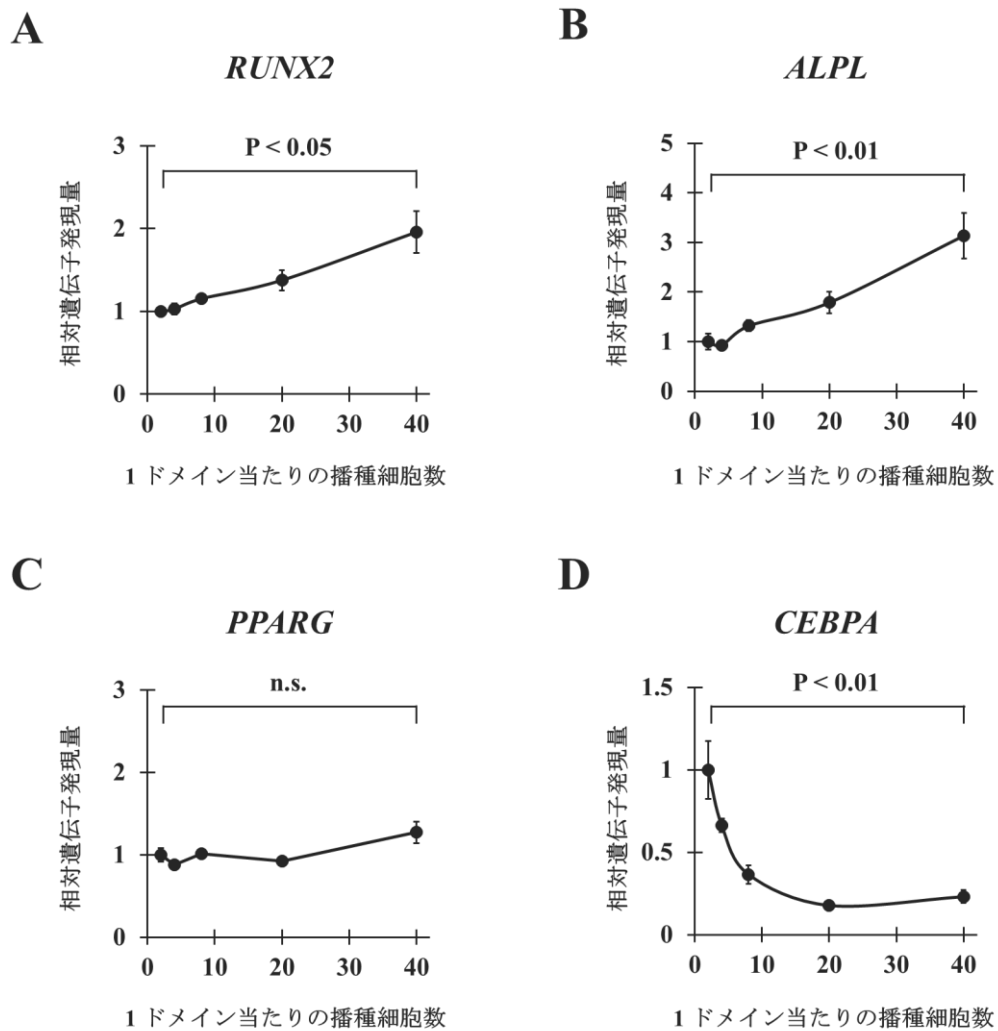 A
RUNX2
3
2
1
0
P < 0.05
相対遺伝子発現量
0 10 20 30 40
1 ドメイン当たりの播種細胞数
B
ALPL
5
4
3
2
1
0
P < 0.01
相対遺伝子発現量
0 10 20 30 40
1 ドメイン当たりの播種細胞数
C
PPARG
3
2
1
0
n.s.
相対遺伝子発現量
0 10 20 30 40
1 ドメイン当たりの播種細胞数
D
CEBPA
1.5
1
0.5
0
P < 0.01
相対遺伝子発現量
0 10 20 30 40
1 ドメイン当たりの播種細胞数